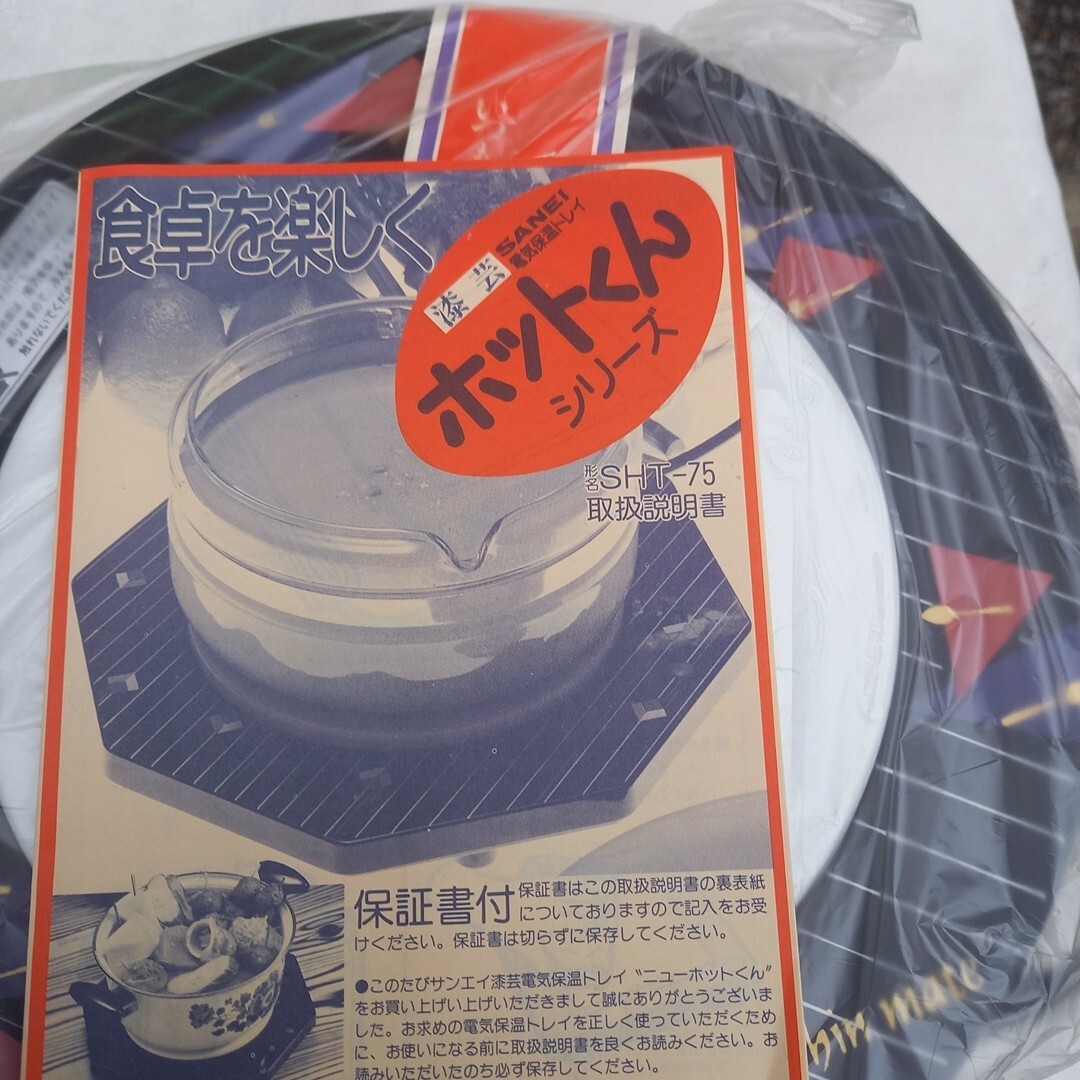 食卓を楽しく
SANEI
電気保温トレイ
漆芸
ホットくん
シリーズ
形名SHT-75
取扱説明書
保証書付
保証書はこの取扱説明書の裏表紙
についておりますので記入をお受
けください。保証書は切らずに保存してください。
●このたびサンエイ漆芸電気保温トレイ“ニューホットくん”
をお買い上げい上げいただきまして誠にありがとうございま
した。お求めの電気保温トレイを正しく使っていただくため
に、お使いになる前に取扱説明書を良くお読みください。お
読みいただいたのち必ず保存してください。
mate